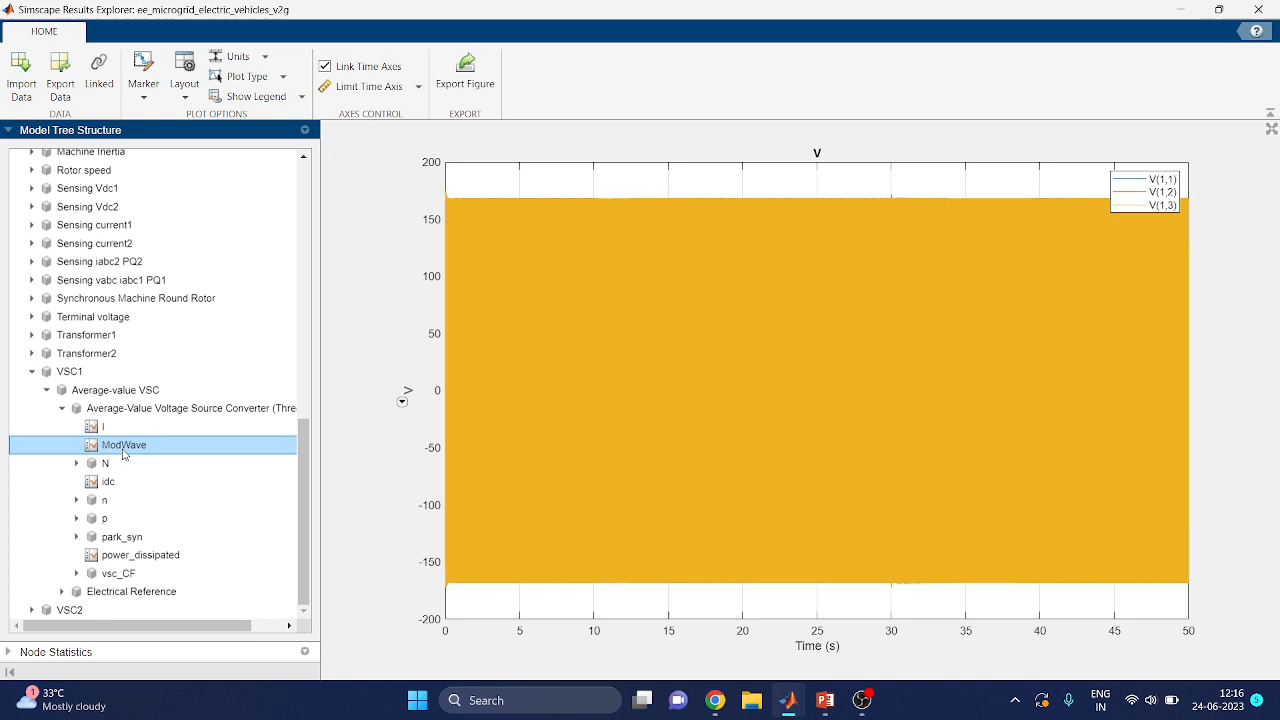 Simscape Results Explorer: ee_microgrid_electric_vehicles_v2g
HOME
Import Data
Export Data
Linked
Marker
Layout
Units
Plot Type
Show Legend
Link Time Axes
Limit Time Axis
Export Figure
DATA
PLOT OPTIONS
AXES CONTROL
EXPORT
Model Tree Structure
Machine Inertia
Rotor speed
Sensing Vdc1
Sensing Vdc2
Sensing current1
Sensing current2
Sensing iabc2 PQ2
Sensing vabc iabc1 PQ1
Synchronous Machine Round Rotor
Terminal voltage
Transformer1
Transformer2
VSC1
Average-value VSC
Average-Value Voltage Source Converter (Thre
I
ModWave
N
idc
n
p
park_syn
power_dissipated
vsc_CF
Electrical Reference
VSC2
Node Statistics
V
200
150
100
50
0
-50
-100
-150
-200
V
V(1,1)
V(1,2)
V(1,3)
0 5 10 15 20 25 30 35 40 45 50
Time (s)
1
33°C
Mostly cloudy
Search
ENG
IN
12:16
24-06-2023
5